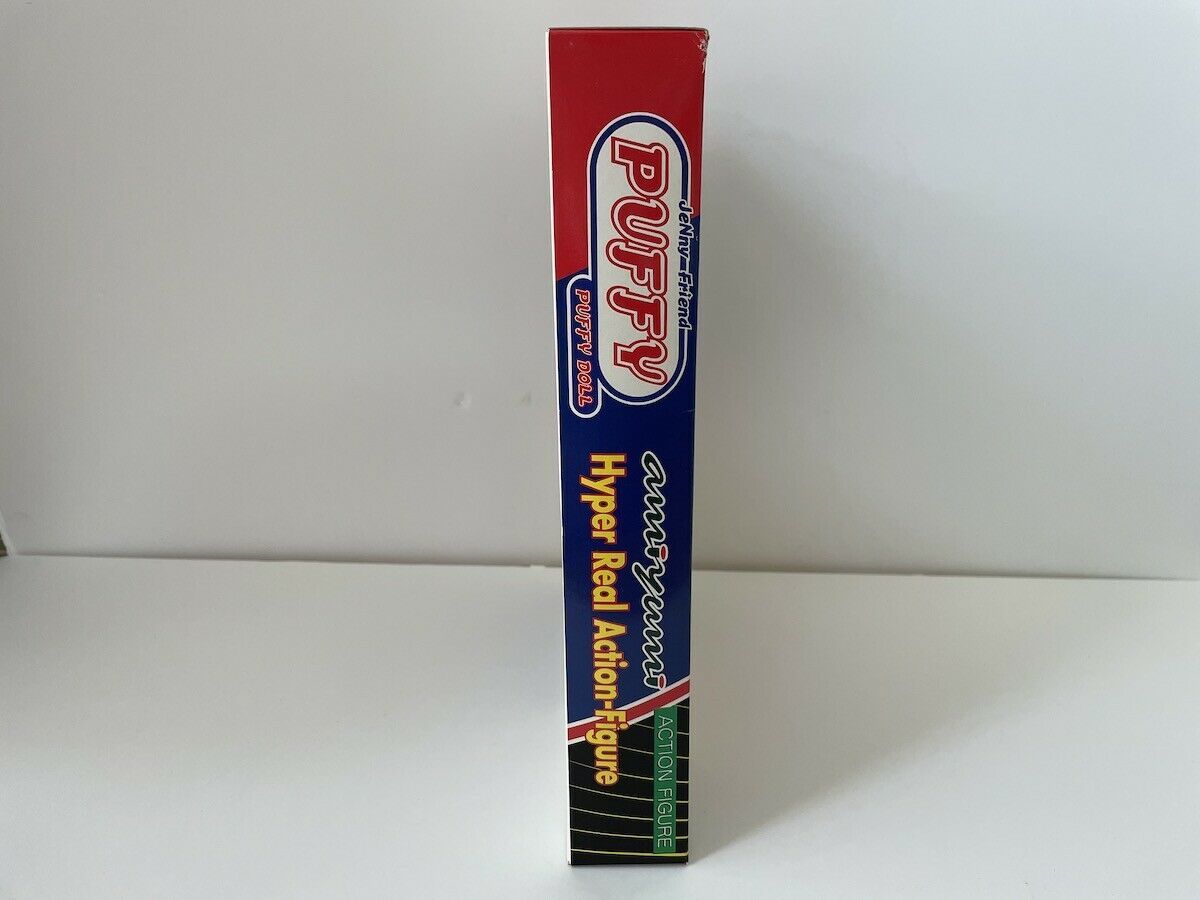 JeNny-Friend
PUFFY
PUFFY DOLL
amiyumi
Hyper Real Action-Figure
ACTION FIGURE